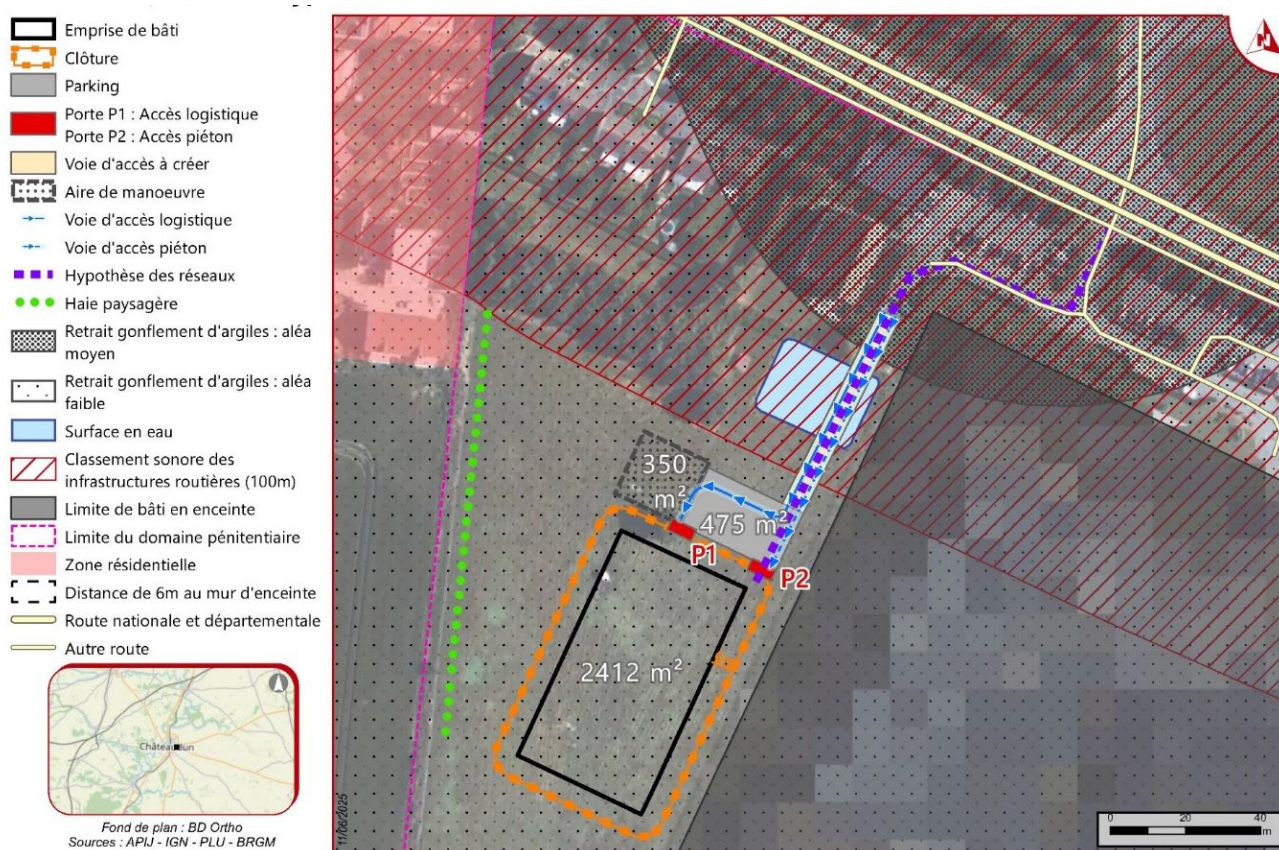 Emprise de bâti
Clôture
Parking
Porte P1 : Accès logistique
Porte P2 : Accès piéton
Voie d'accès à créer
Aire de manoeuvre
Voie d'accès logistique
Voie d'accès piéton
Hypothèse des réseaux
Haie paysagère
Retrait gonflement d'argiles : aléa
moyen
Retrait gonflement d'argiles : aléa
faible
Surface en eau
Classement sonore des
infrastructures routières (100m)
Limite de bâti en enceinte
Limite du domaine pénitentiaire
Zone résidentielle
Distance de 6m au mur d'enceinte
Route nationale et départementale
Autre route
Fond de plan : BD Ortho
Sources : APIJ - IGN - PLU - BRGM
N
350
m²
475 m²
P1
P2
2412 m²
11/06/2025
0 20 40
m